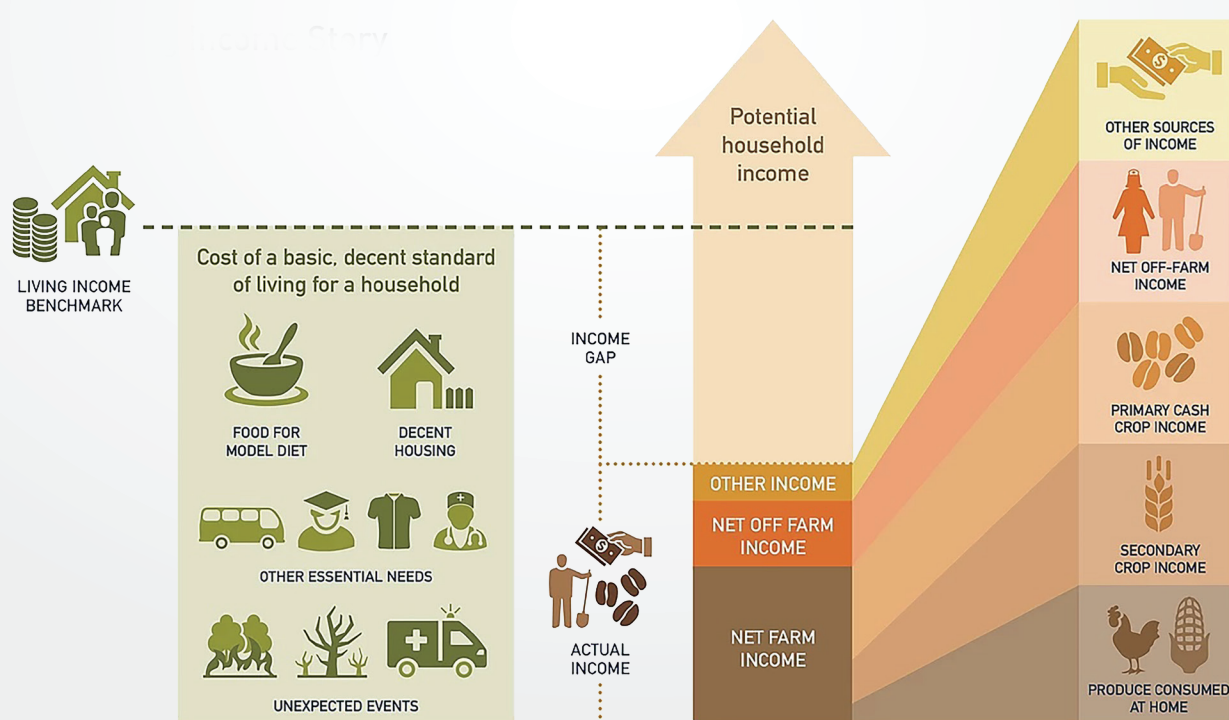 Income Story
LIVING INCOME
BENCHMARK
Cost of a basic, decent standard
of living for a household
FOOD FOR
MODEL DIET
DECENT
HOUSING
OTHER ESSENTIAL NEEDS
UNEXPECTED EVENTS
INCOME
GAP
ACTUAL
INCOME
Potential
household
income
OTHER INCOME
NET OFF FARM
INCOME
NET FARM
INCOME
OTHER SOURCES
OF INCOME
NET OFF-FARM
INCOME
PRIMARY CASH
CROP INCOME
SECONDARY
CROP INCOME
PRODUCE CONSUMED
AT HOME